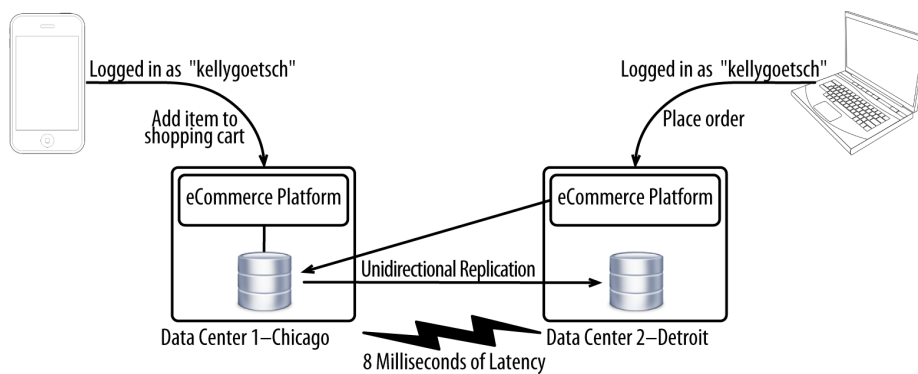 Logged in as "kellygoetsch"
Logged in as "kellygoetsch"
Add item to
shopping cart
Place order
eCommerce Platform
eCommerce Platform
Unidirectional Replication
Data Center 1–Chicago
Data Center 2–Detroit
8 Milliseconds of Latency